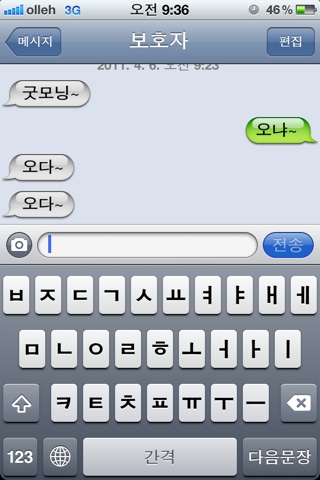 olleh 3G 오전 9:36 46%
메시지 보호자 편집
2011. 4. 6. 오전 9:23
굿모닝~
오냐~
오다~
오다~
전송
ㅂ ㅈ ㄷ ㄱ ㅅ ㅛ ㅕ ㅑ ㅐ ㅔ
ㅁ ㄴ ㅇ ㄹ ㅎ ㅗ ㅓ ㅏ ㅣ
ㅋ ㅌ ㅊ ㅍ ㅠ ㅜ ㅡ
123 간격 다음문장